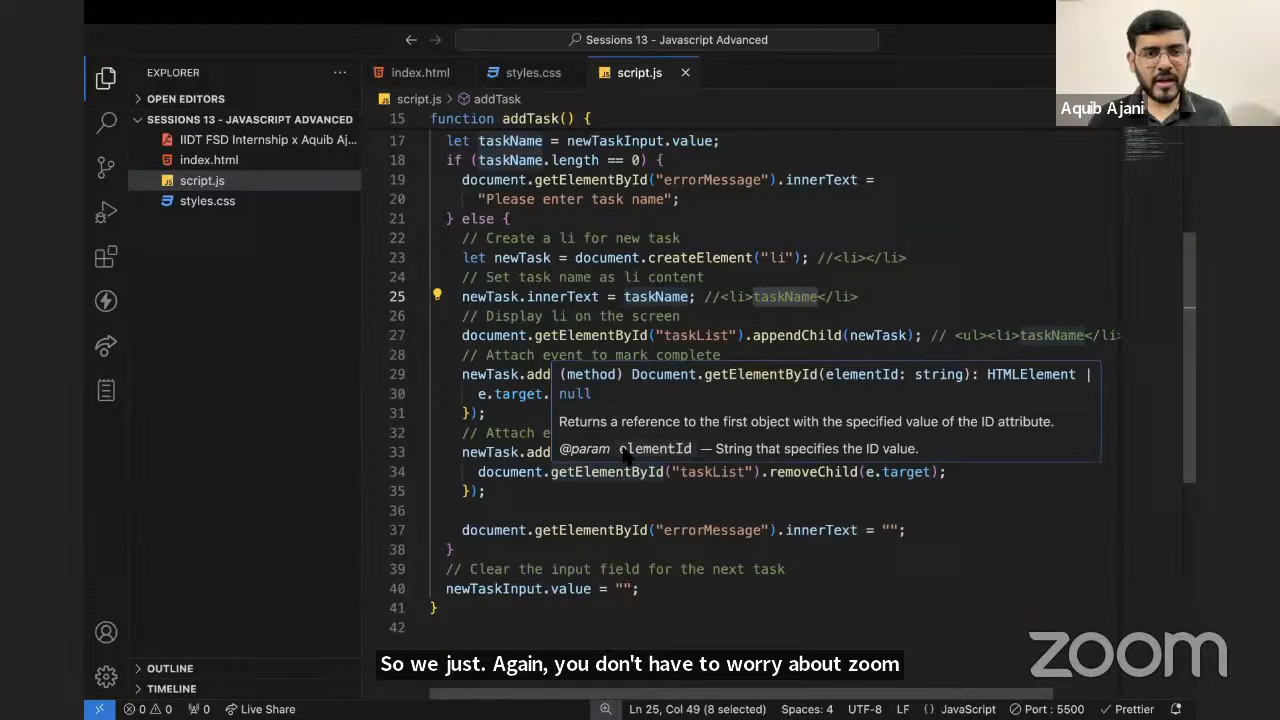 Sessions 13 - Javascript Advanced
Aquib Ajani
EXPLORER
OPEN EDITORS
SESSIONS 13 - JAVASCRIPT ADVANCED
IIDT FSD Internship x Aquib Aj...
index.html
script.js
styles.css
OUTLINE
TIMELINE
index.html
styles.css
script.js
script.js > addTask
15 function addTask() {
17 let taskName = newTaskInput.value;
18 if (taskName.length == 0) {
19 document.getElementById("errorMessage").innerText =
20 "Please enter task name";
21 } else {
22 // Create a li for new task
23 let newTask = document.createElement("li"); //<li></li>
24 // Set task name as li content
25 newTask.innerText = taskName; //<li>taskName</li>
26 // Display li on the screen
27 document.getElementById("taskList").appendChild(newTask); // <ul><li>taskName</li>
28 // Attach event to mark complete
29 newTask.add
30 e.target.
31 });
32 // Attach e
33 newTask.add
34 document.getElementById("taskList").removeChild(e.target);
35 });
36
37 document.getElementById("errorMessage").innerText = "";
38 }
39 // Clear the input field for the next task
40 newTaskInput.value = "";
41 }
42
(method) Document.getElementById(elementId: string): HTMLElement |
null
Returns a reference to the first object with the specified value of the ID attribute.
@param elementId — String that specifies the ID value.
So we just. Again, you don't have to worry about zoom
zoom
0 0 0 Live Share Ln 25, Col 49 (8 selected) Spaces: 4 UTF-8 LF {} JavaScript Port : 5500 Prettier